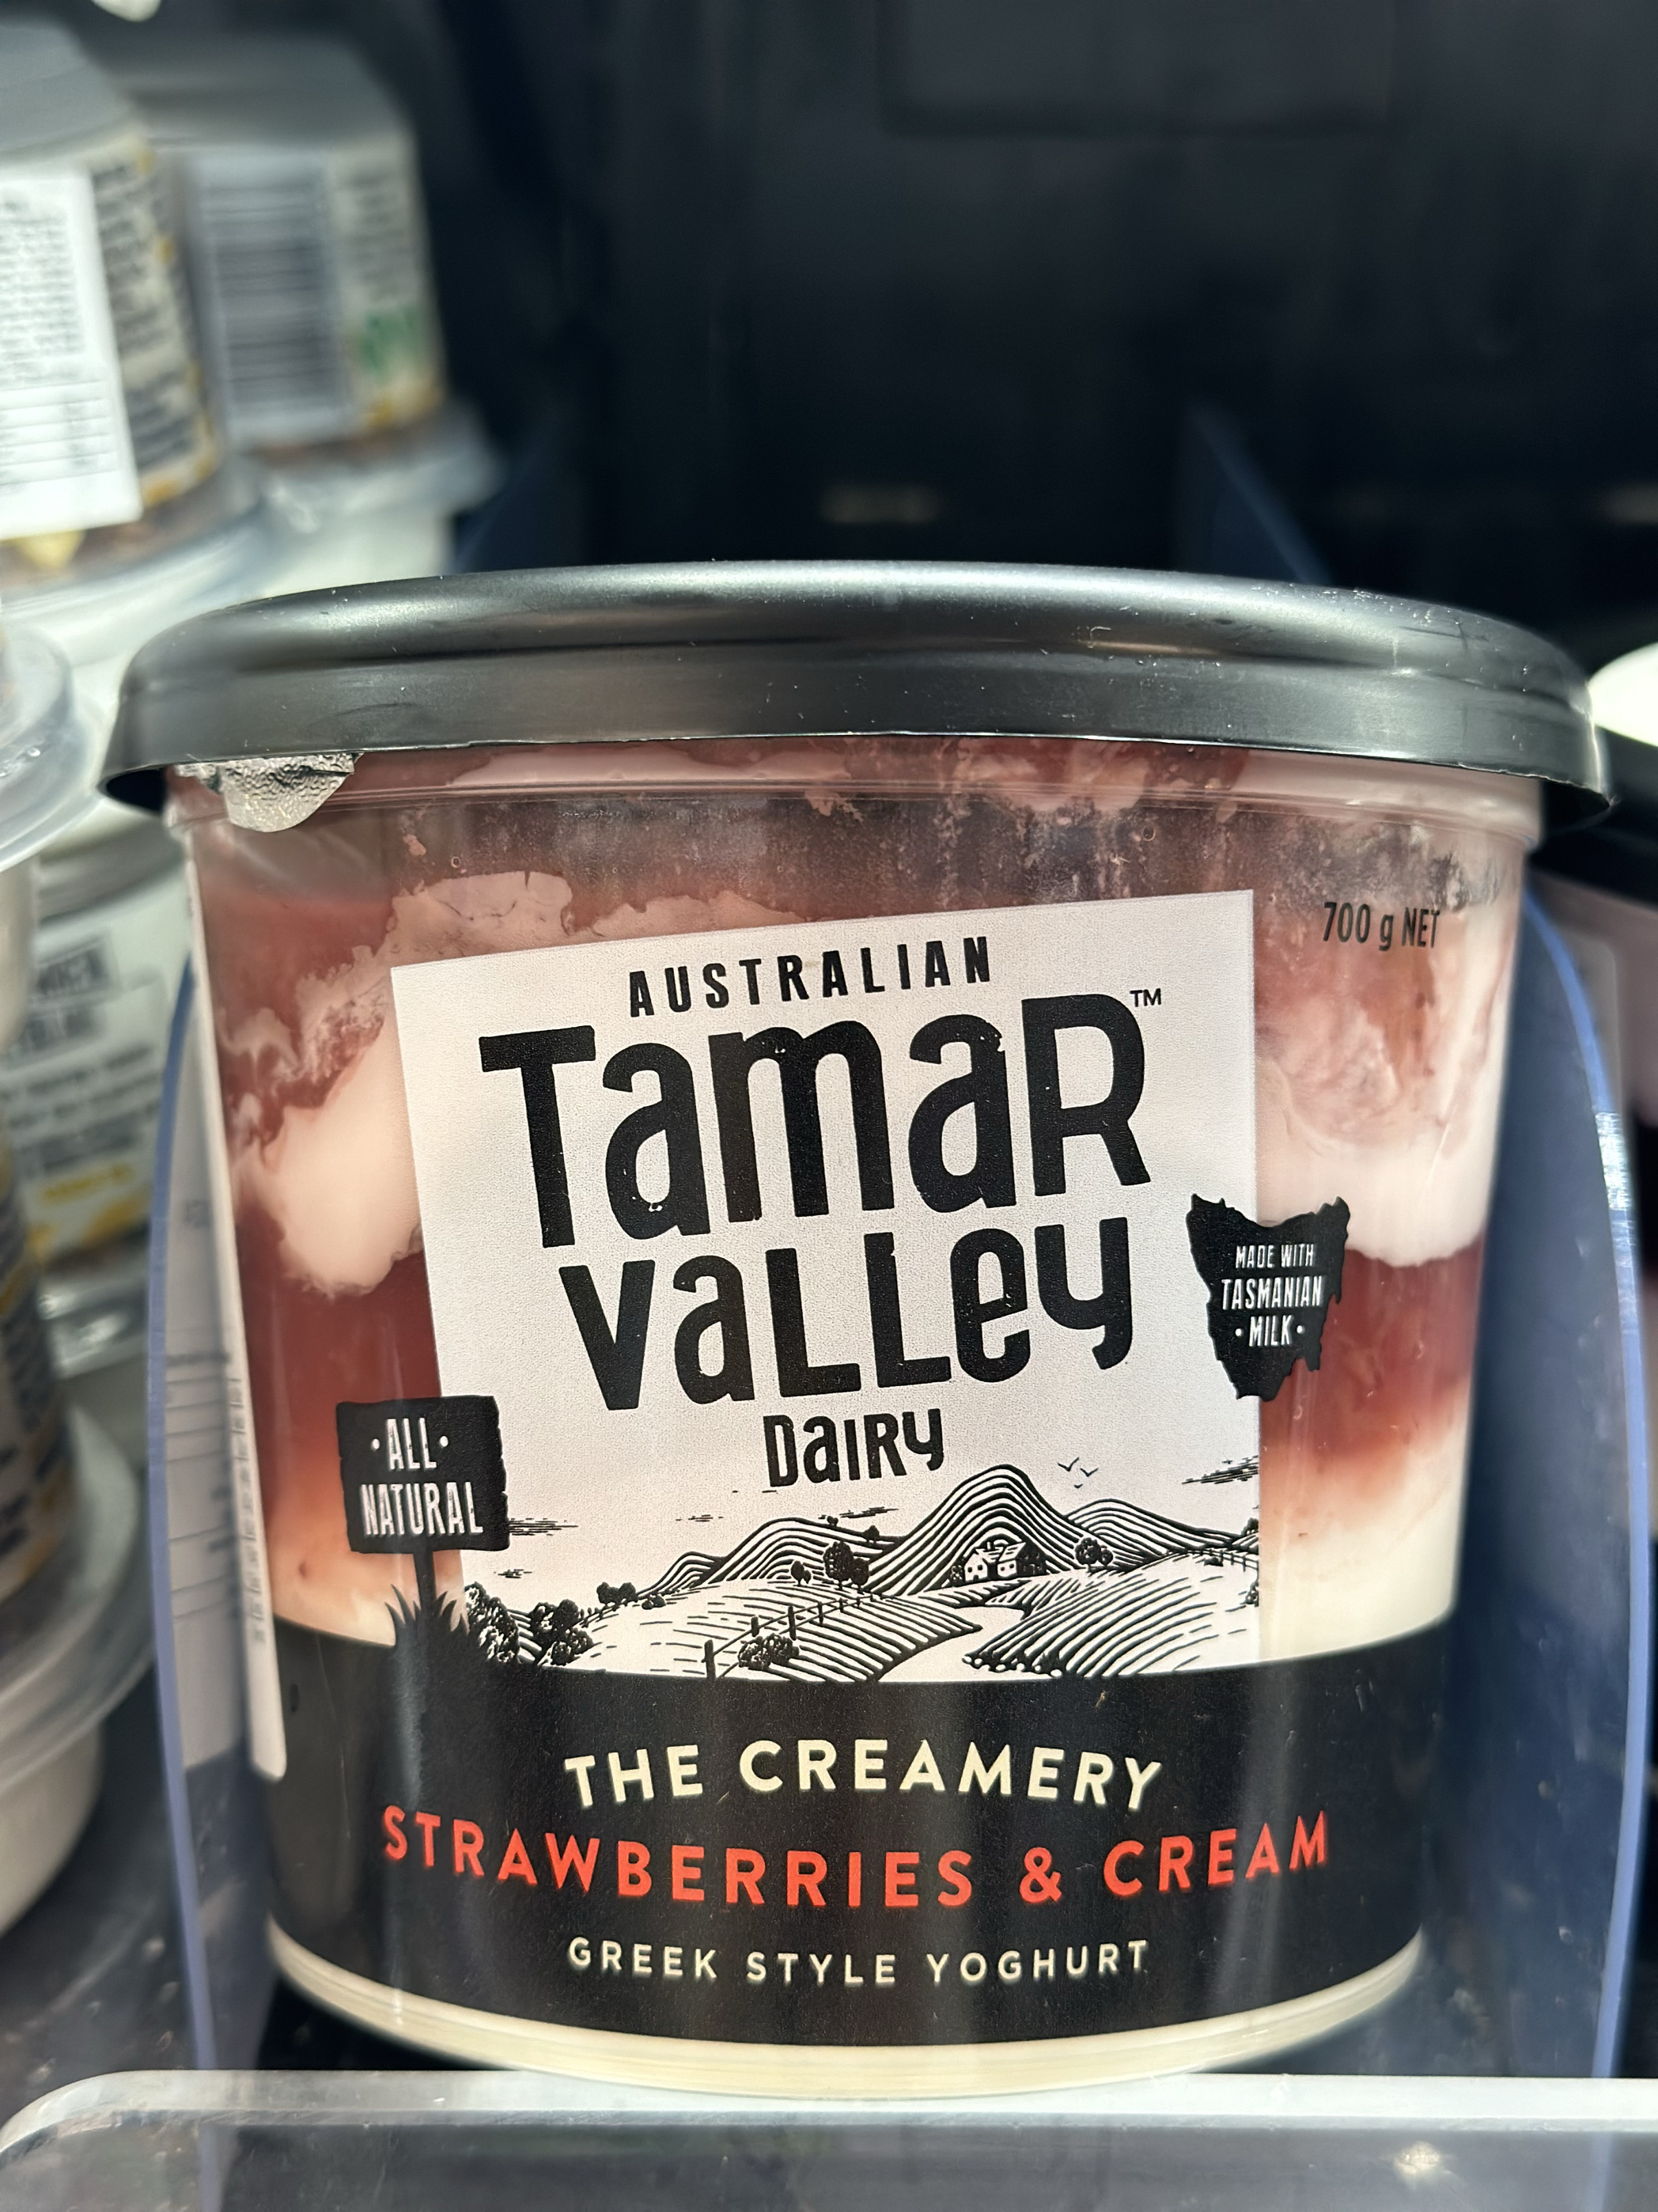 700 g NET
AUSTRALIAN
TamaR™
vaLLey
DaiRy
MADE WITH
TASMANIAN
• MILK •
• ALL •
NATURAL
THE CREAMERY
STRAWBERRIES & CREAM
GREEK STYLE YOGHURT